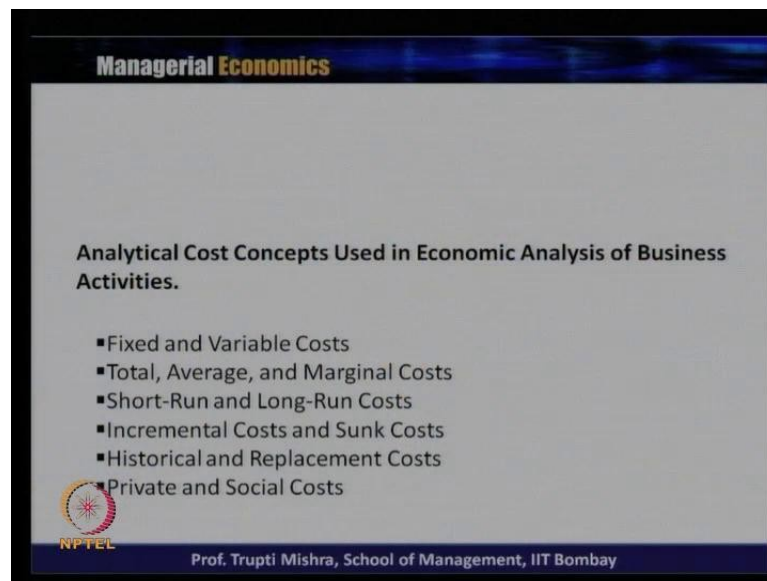 Managerial Economics
Analytical Cost Concepts Used in Economic Analysis of Business
Activities.
▪Fixed and Variable Costs
▪Total, Average, and Marginal Costs
▪Short-Run and Long-Run Costs
▪Incremental Costs and Sunk Costs
▪Historical and Replacement Costs
▪Private and Social Costs
NPTEL
Prof. Trupti Mishra, School of Management, IIT Bombay